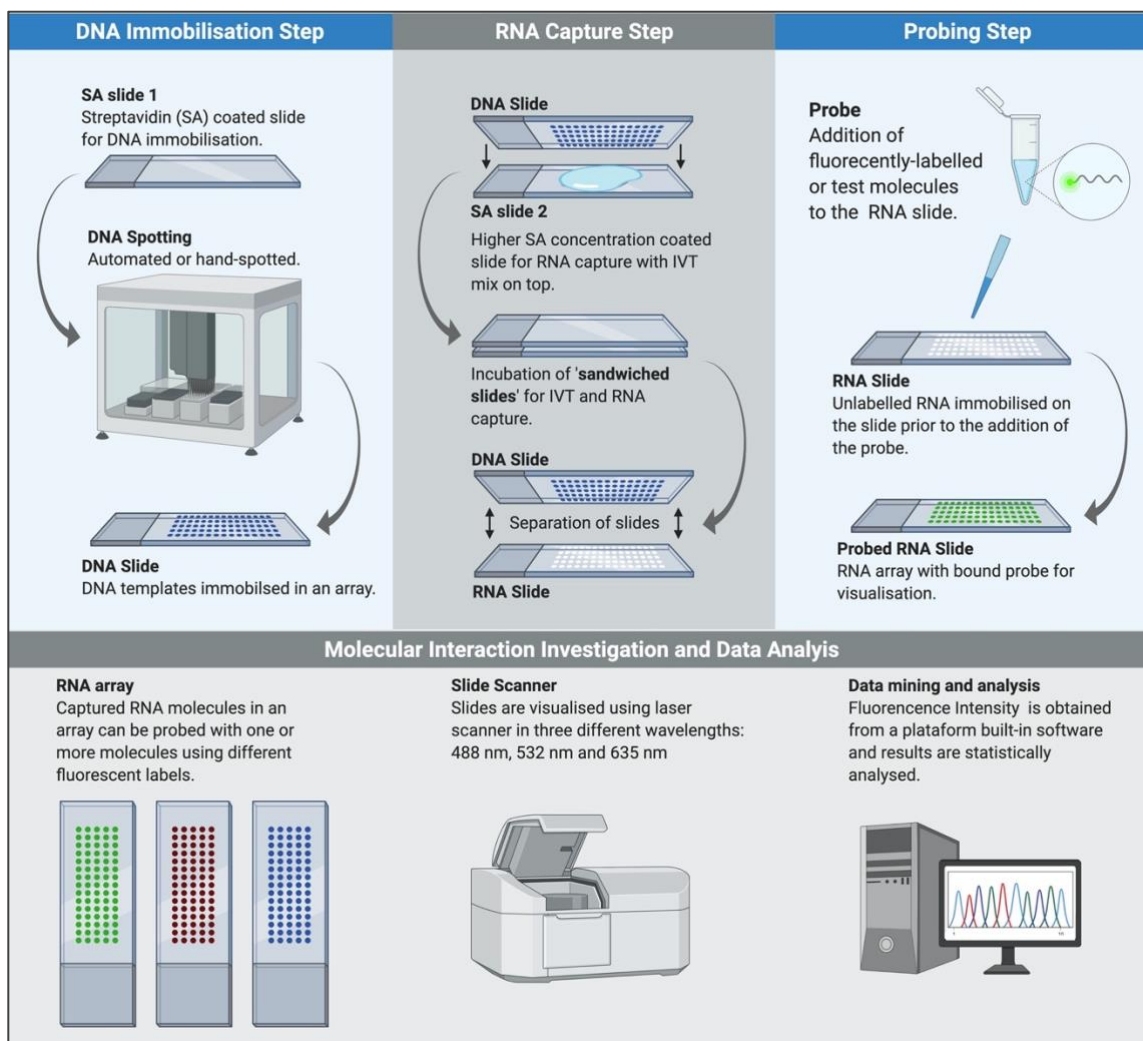 DNA Immobilisation Step
SA slide 1
Streptavidin (SA) coated slide
for DNA immobilisation.
DNA Spotting
Automated or hand-spotted.
DNA Slide
DNA templates immobilsed in an array.
RNA Capture Step
DNA Slide
SA slide 2
Higher SA concentration coated
slide for RNA capture with IVT
mix on top.
Incubation of 'sandwiched
slides' for IVT and RNA
capture.
DNA Slide
Separation of slides
RNA Slide
Probing Step
Probe
Addition of
fluorecently-labelled
or test molecules
to the RNA slide.
RNA Slide
Unlabelled RNA immobilised on
the slide prior to the addition of
the probe.
Probed RNA Slide
RNA array with bound probe for
visualisation.
Molecular Interaction Investigation and Data Analyis
RNA array
Captured RNA molecules in an
array can be probed with one or
more molecules using different
fluorescent labels.
Slide Scanner
Slides are visualised using laser
scanner in three different wavelengths:
488 nm, 532 nm and 635 nm
Data mining and analysis
Fluorencence Intensity is obtained
from a plataform built-in software
and results are statistically
analysed.